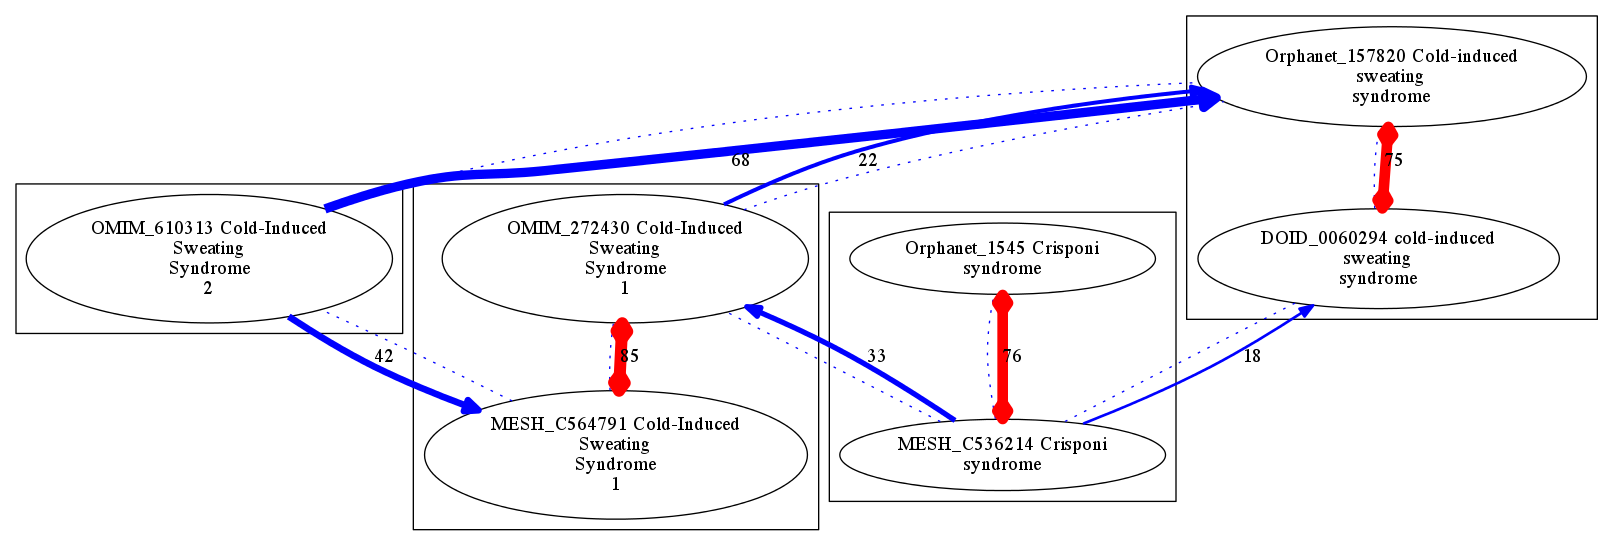 Orphanet_157820 Cold-induced
sweating
syndrome
68
22
75
OMIM_610313 Cold-Induced
Sweating
Syndrome
2
OMIM_272430 Cold-Induced
Sweating
Syndrome
1
Orphanet_1545 Crisponi
syndrome
DOID_0060294 cold-induced
sweating
syndrome
42
85
33
76
18
MESH_C564791 Cold-Induced
Sweating
Syndrome
1
MESH_C536214 Crisponi
syndrome